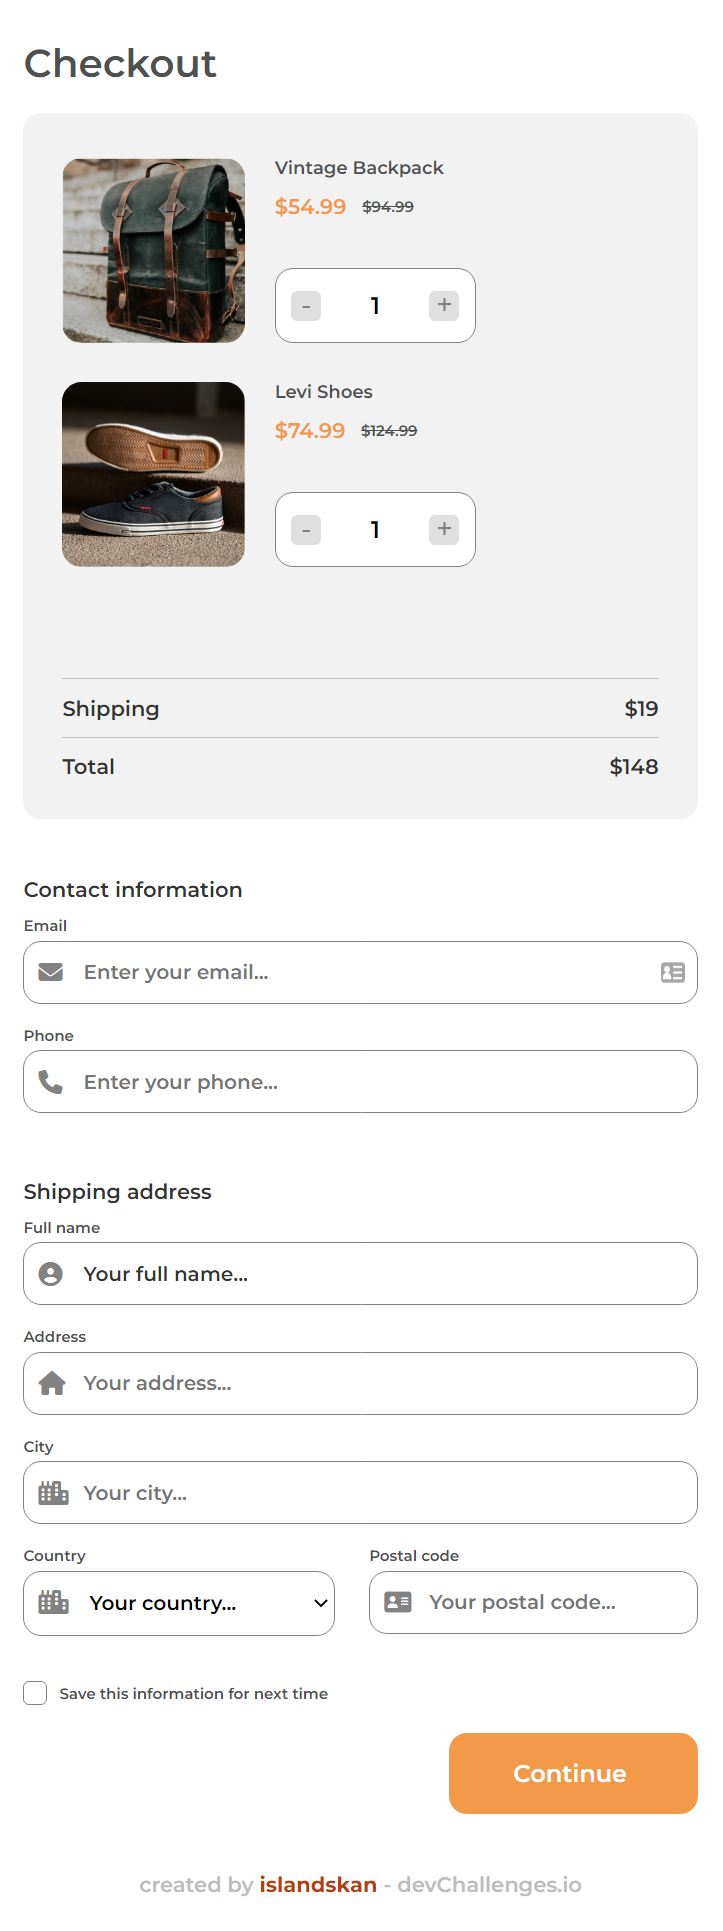 Checkout
Vintage Backpack
$54.99 $94.99
- 1 +
Levi Shoes
$74.99 $124.99
- 1 +
Shipping $19
Total $148
Contact information
Email
Enter your email...
Phone
Enter your phone...
Shipping address
Full name
Your full name...
Address
Your address...
City
Your city...
Country Postal code
Your country... Your postal code...
Save this information for next time
Continue
created by islandskan - devChallenges.io